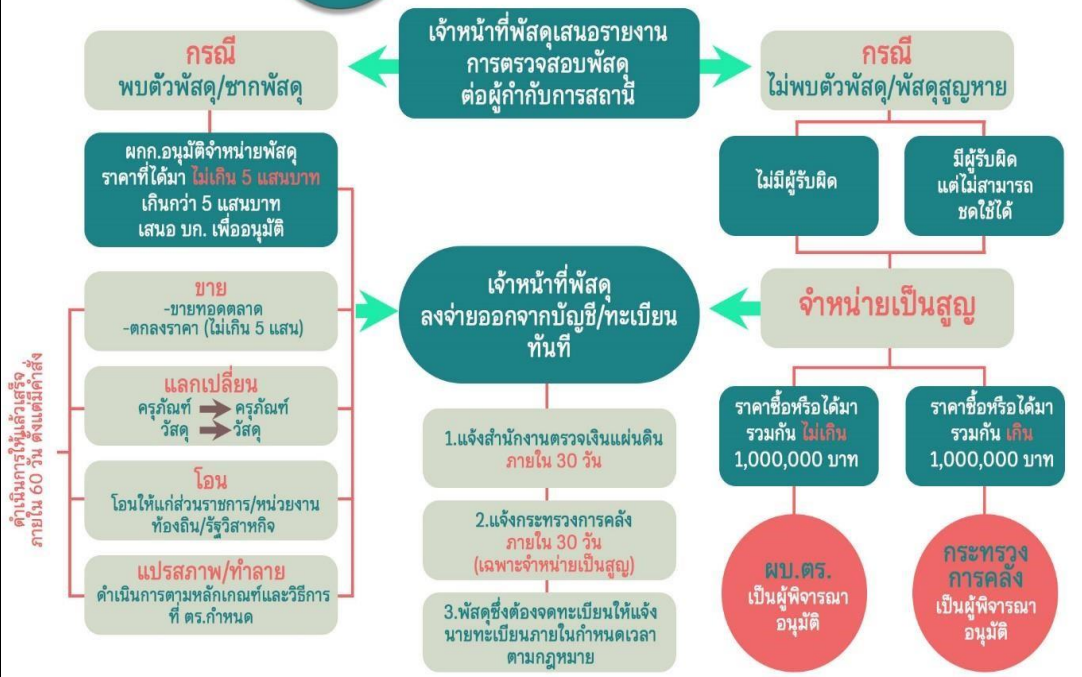 เจ้าหน้าที่พัสดุเสนอรายงาน
การตรวจสอบพัสดุ
ต่อผู้กำกับการสถานี
กรณี
พบตัวพัสดุ/ซากพัสดุ
กรณี
ไม่พบตัวพัสดุ/พัสดุสูญหาย
ผกก.อนุมัติจำหน่ายพัสดุ
ราคาที่ได้มา ไม่เกิน 5 แสนบาท
เกินกว่า 5 แสนบาท
เสนอ บก. เพื่ออนุมัติ
ไม่มีผู้รับผิด
มีผู้รับผิด
แต่ไม่สามารถ
ชดใช้ได้
ขาย
-ขายทอดตลาด
-ตกลงราคา (ไม่เกิน 5 แสน)
แลกเปลี่ยน
ครุภัณฑ์ ครุภัณฑ์
วัสดุ วัสดุ
โอน
โอนให้แก่ส่วนราชการ/หน่วยงาน
ท้องถิ่น/รัฐวิสาหกิจ
แปรสภาพ/ทำลาย
ดำเนินการตามหลักเกณฑ์และวิธีการ
ที่ ตร.กำหนด
ดำเนินการให้แล้วเสร็จ
ภายใน 60 วัน ตั้งแต่มีคำสั่ง
เจ้าหน้าที่พัสดุ
ลงจ่ายออกจากบัญชี/ทะเบียน
ทันที
1.แจ้งสำนักงานตรวจเงินแผ่นดิน
ภายใน 30 วัน
2.แจ้งกระทรวงการคลัง
ภายใน 30 วัน
(เฉพาะจำหน่ายเป็นสูญ)
3.พัสดุซึ่งต้องจดทะเบียนให้แจ้ง
นายทะเบียนภายในกำหนดเวลา
ตามกฎหมาย
จำหน่ายเป็นสูญ
ราคาซื้อหรือได้มา
รวมกัน ไม่เกิน
1,000,000 บาท
ราคาซื้อหรือได้มา
รวมกัน เกิน
1,000,000 บาท
ผบ.ตร.
เป็นผู้พิจารณา
อนุมัติ
กระทรวง
การคลัง
เป็นผู้พิจารณา
อนุมัติ